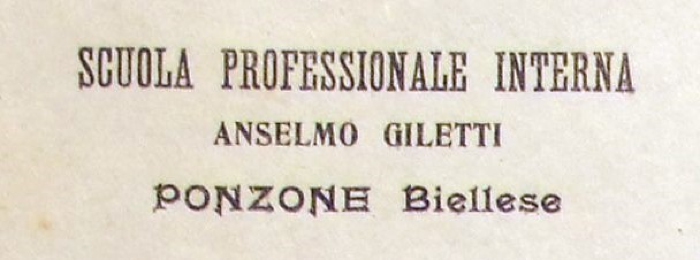 SCUOLA PROFESSIONALE INTERNA
ANSELMO GILETTI
PONZONE Biellese